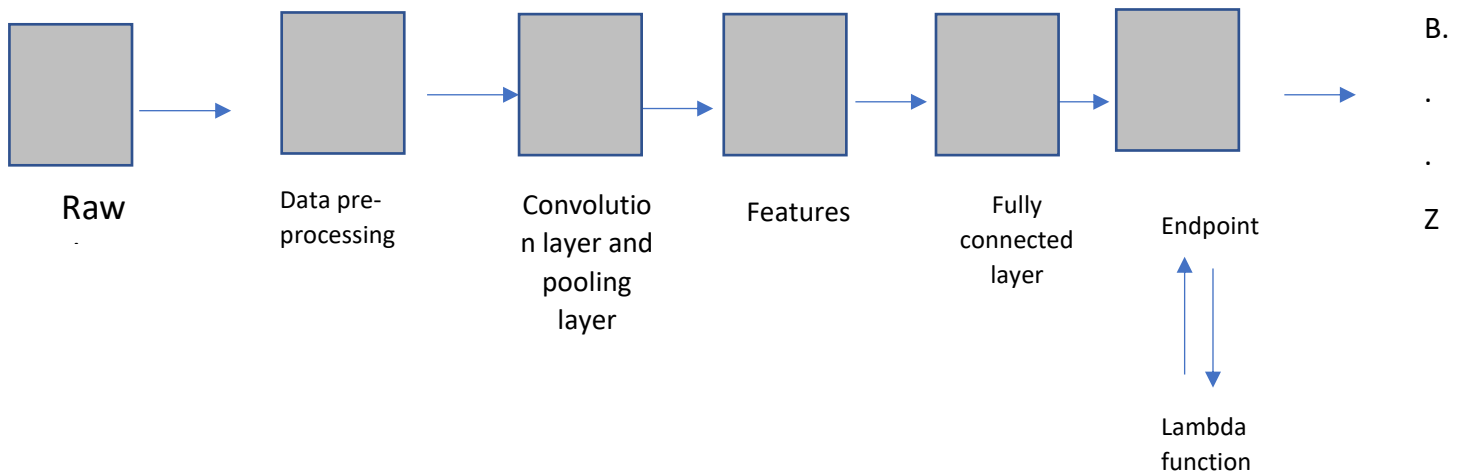 Raw
Data pre-
processing
Convolutio
n layer and
pooling
layer
Features
Fully
connected
layer
Endpoint
Lambda
function
B.
.
.
Z